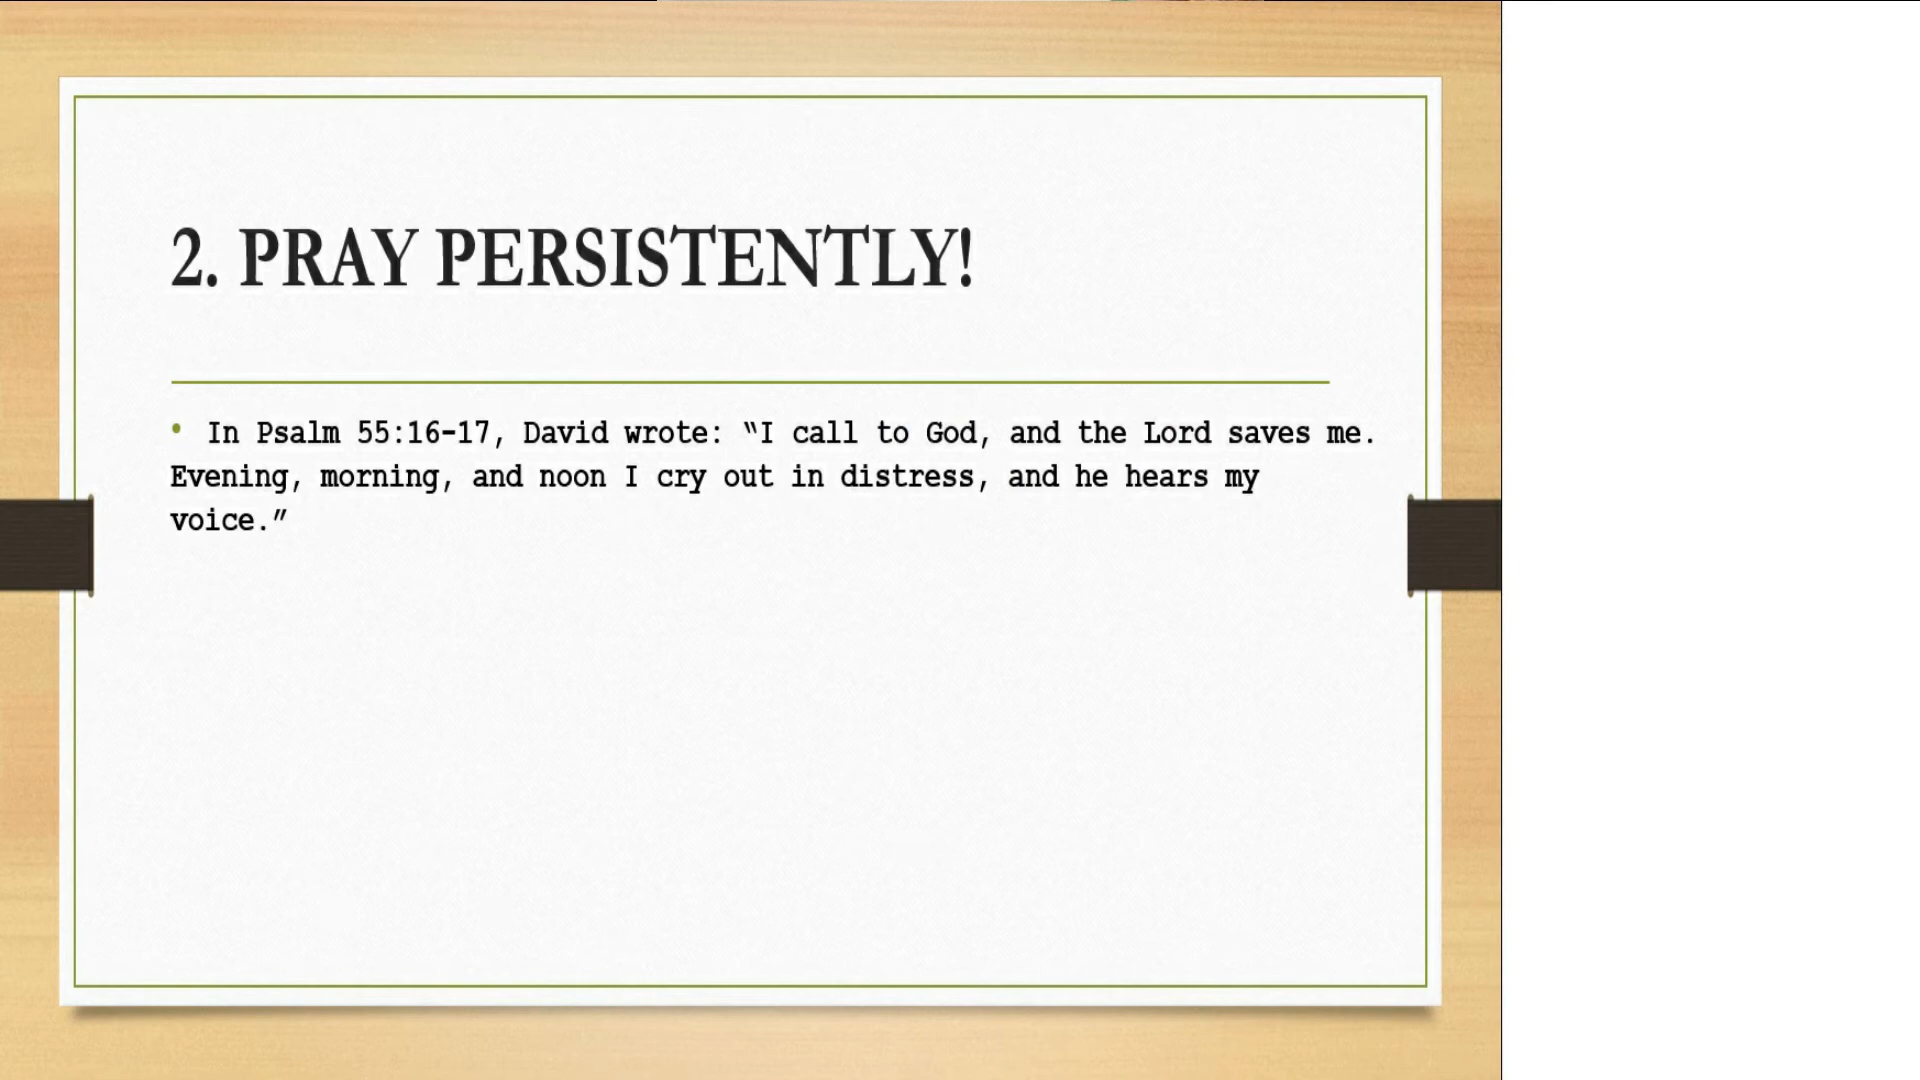 2. PRAY PERSISTENTLY!
• In Psalm 55:16-17, David wrote: “I call to God, and the Lord saves me.
Evening, morning, and noon I cry out in distress, and he hears my
voice.”